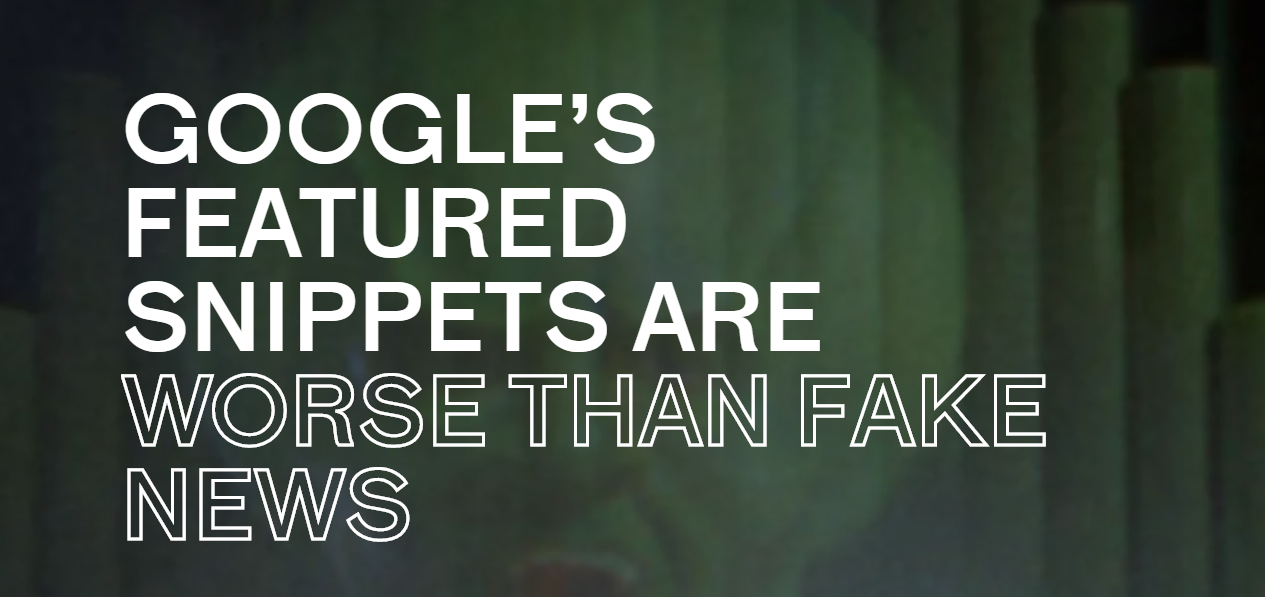 GOOGLE’S
FEATURED
SNIPPETS ARE
WORSE THAN FAKE
NEWS